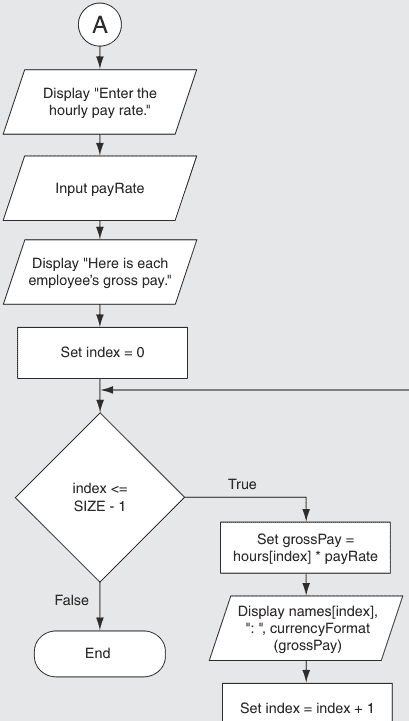 A
Display "Enter the
hourly pay rate."
Input payRate
Display "Here is each
employee's gross pay."
Set index = 0
index <=
SIZE - 1
True
Set grossPay =
hours[index] * payRate
False
Display names[index],
": ", currencyFormat
(grossPay)
End
Set index = index + 1